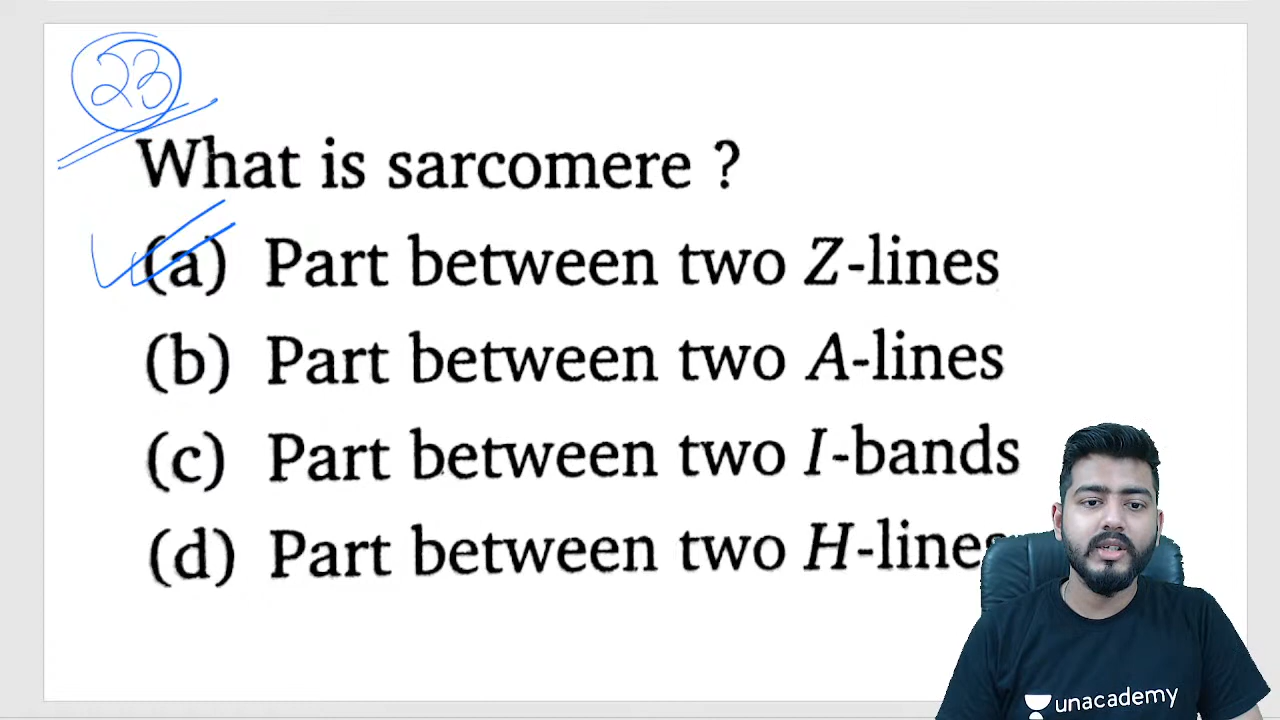 23
What is sarcomere ?
(a) Part between two Z-lines
(b) Part between two A-lines
(c) Part between two I-bands
(d) Part between two H-lines
unacademy